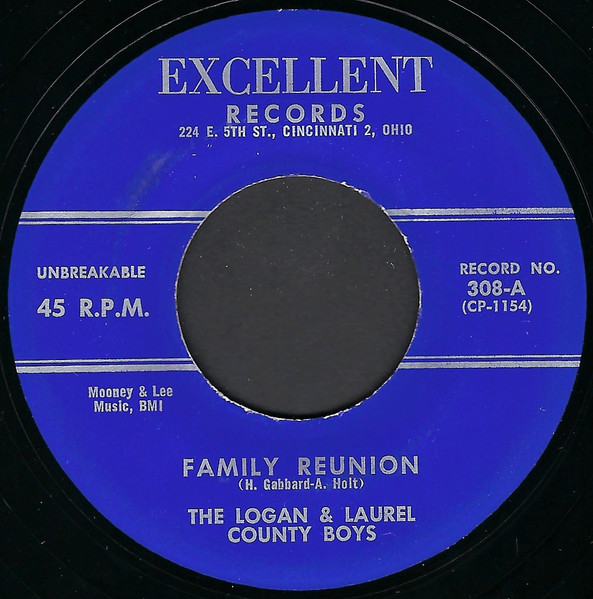 EXCELLENT
RECORDS
224 E. 5TH ST., CINCINNATI 2, OHIO
UNBREAKABLE
45 R.P.M.
RECORD NO.
308-A
(CP-1154)
Mooney & Lee
Music, BMI
FAMILY REUNION
(H. Gabbard-A. Holt)
THE LOGAN & LAUREL
COUNTY BOYS